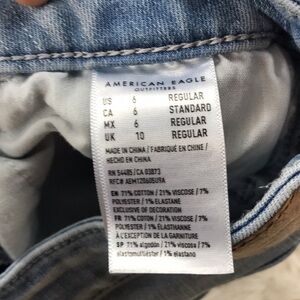 AMERICAN EAGLE
OUTFITTERS
US 6 REGULAR
CA 6 STANDARD
MX 6 REGULAR
UK 10 REGULAR
MADE IN CHINA / FABRIQUÉ EN CHINE /
HECHO EN CHINA
RN 54485/CA 03873
RFC# AEM1206050U9A
EN 71% COTTON / 21% VISCOSE / 7%
POLYESTER / 1% ELASTANE
EXCLUSIVE OF DECORATION
FR 71% COTON / 21% VISCOSE / 7%
POLYESTER / 1% ÉLASTHANNE
À L'EXCEPTION DE LA GARNITURE
SP 71% algodón / 21% viscosa / 7%
elastomultiéster / 1% elastano